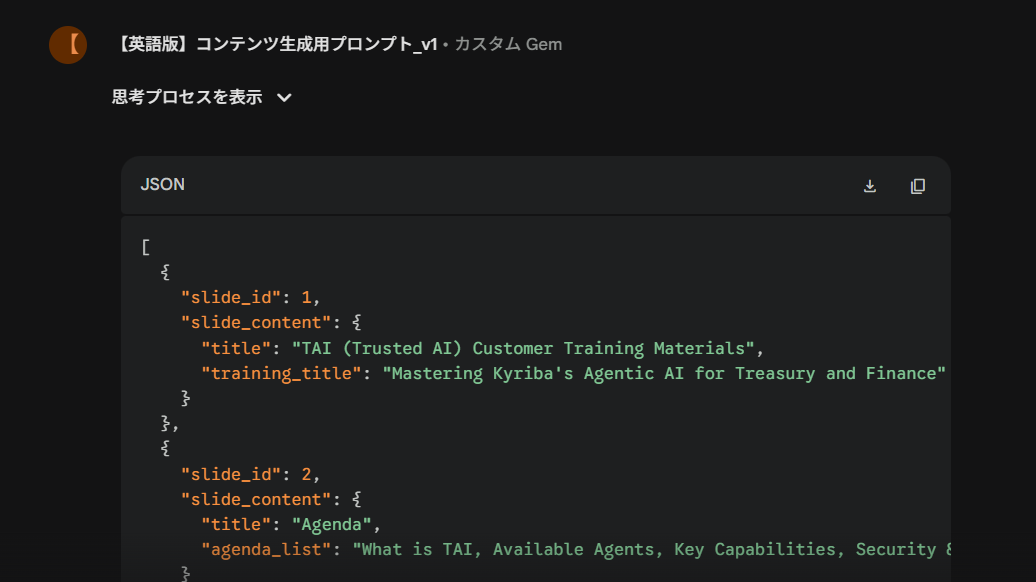 【
【英語版】コンテンツ生成用プロンプト_v1 • カスタム Gem
思考プロセスを表示
JSON
[
{
"slide_id": 1,
"slide_content": {
"title": "TAI (Trusted AI) Customer Training Materials",
"training_title": "Mastering Kyriba's Agentic AI for Treasury and Finance"
}
},
{
"slide_id": 2,
"slide_content": {
"title": "Agenda",
"agenda_list": "What is TAI, Available Agents, Key Capabilities, Security &
}